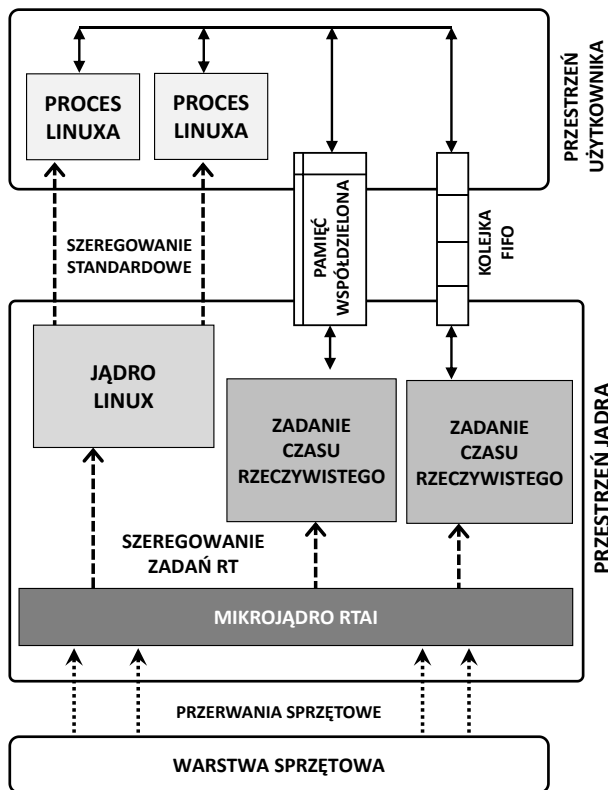 PROCES
LINUXA
PROCES
LINUXA
PRZESTRZEŃ
UŻYTKOWNIKA
SZEREGOWANIE
STANDARDOWE
PAMIĘĆ
WSPÓŁDZIELONA
KOLEJKA
FIFO
JĄDRO
LINUX
ZADANIE
CZASU
RZECZYWISTEGO
ZADANIE
CZASU
RZECZYWISTEGO
PRZESTRZEŃ JĄDRA
SZEREGOWANIE
ZADAŃ RT
MIKROJĄDRO RTAI
PRZERWANIA SPRZĘTOWE
WARSTWA SPRZĘTOWA